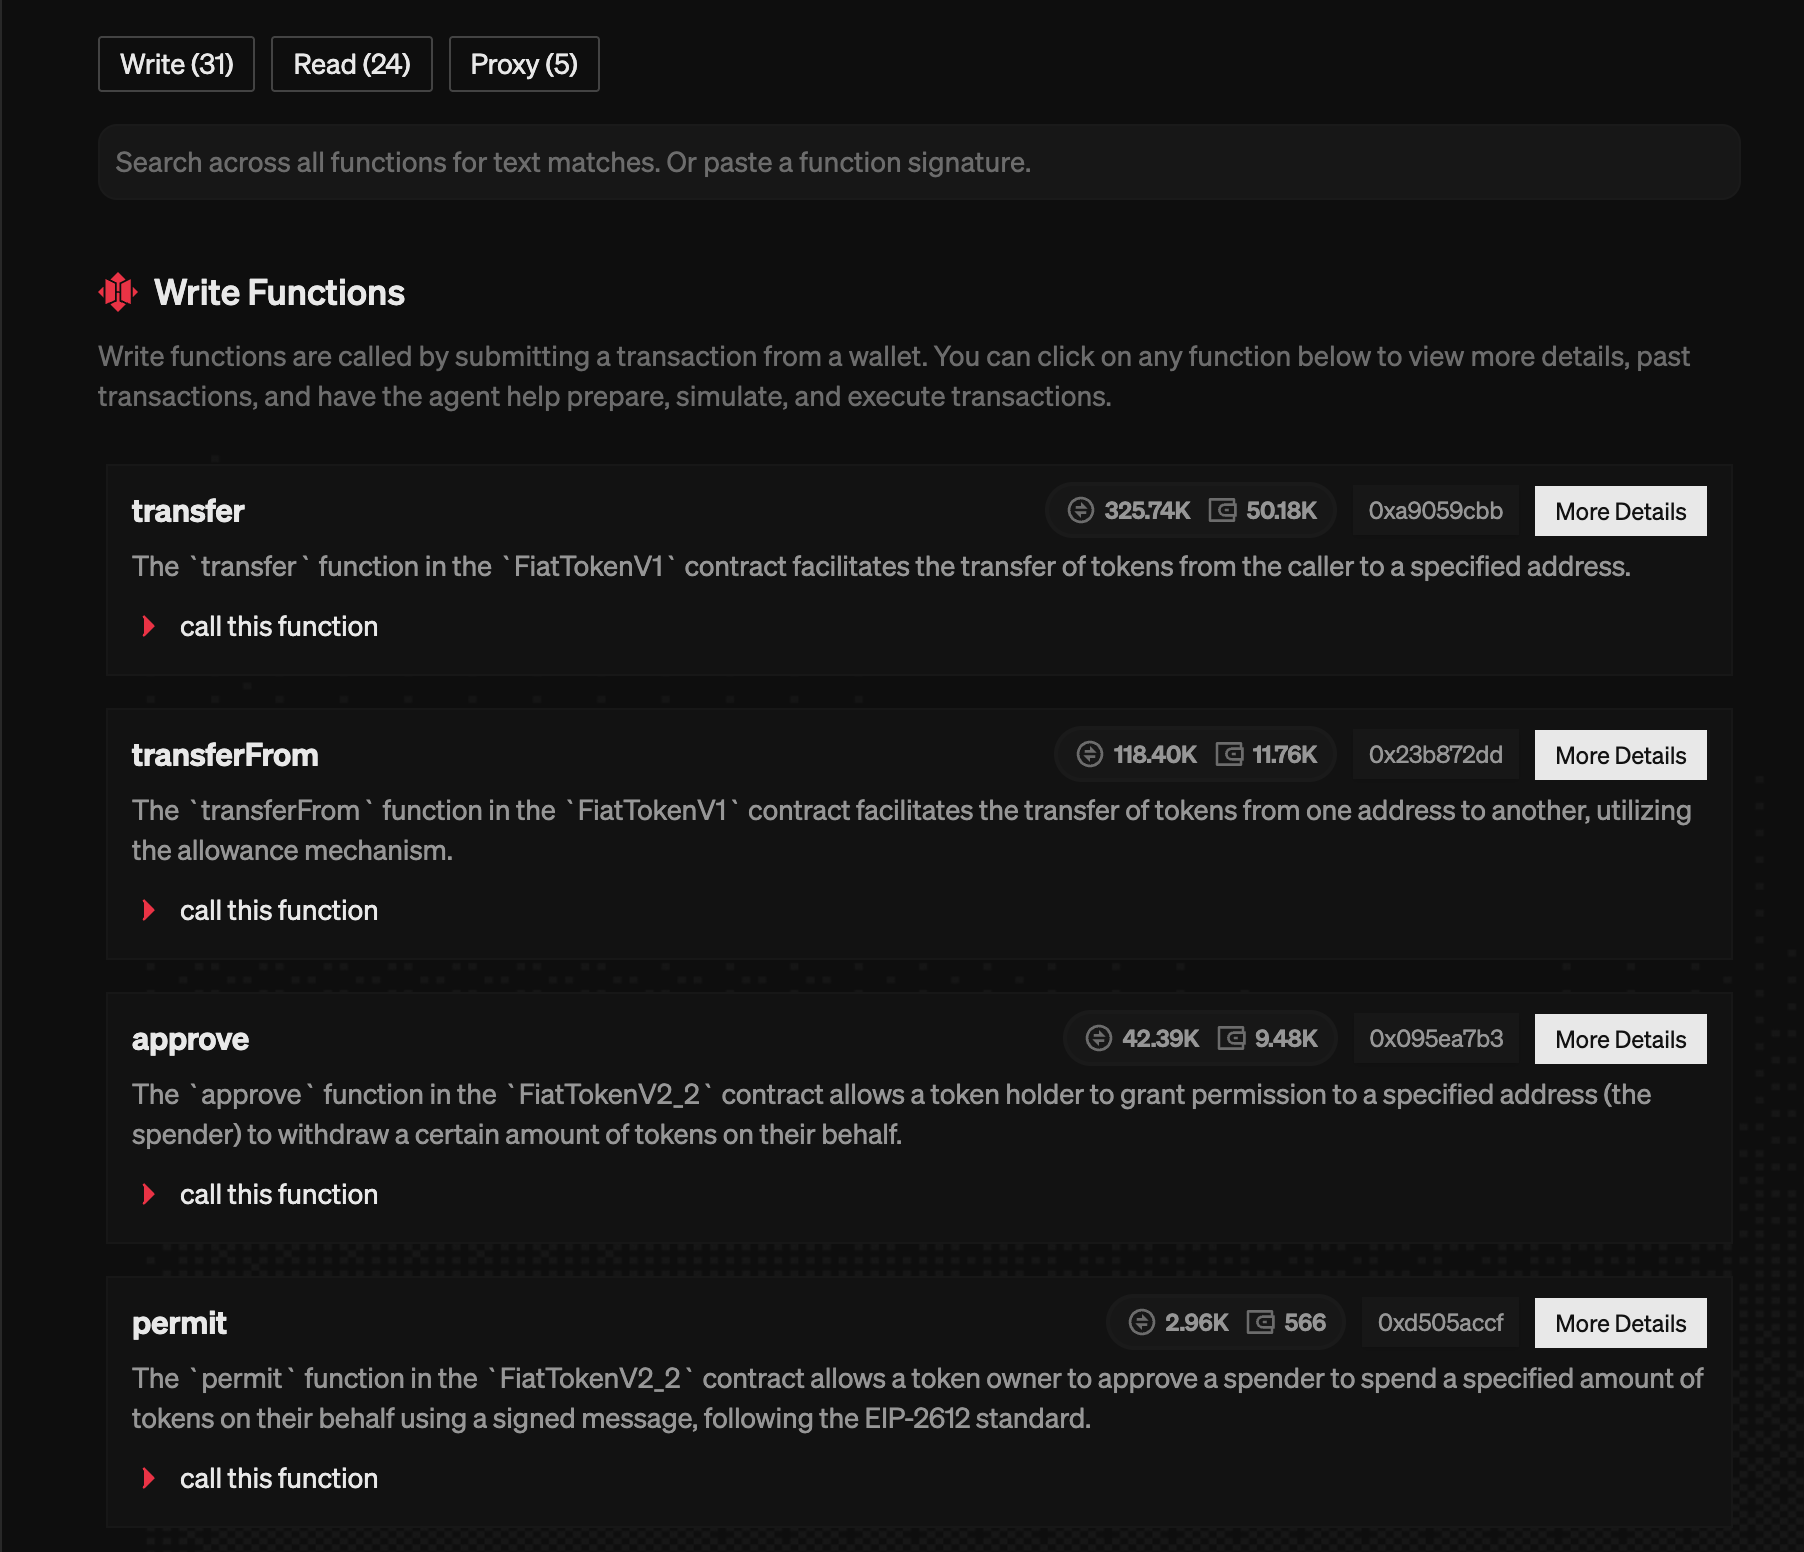 Write (31) Read (24) Proxy (5)
Search across all functions for text matches. Or paste a function signature.
Write Functions
Write functions are called by submitting a transaction from a wallet. You can click on any function below to view more details, past
transactions, and have the agent help prepare, simulate, and execute transactions.
transfer 325.74K 50.18K 0xa9059cbb More Details
The `transfer` function in the `FiatTokenV1` contract facilitates the transfer of tokens from the caller to a specified address.
call this function
transferFrom 118.40K 11.76K 0x23b872dd More Details
The `transferFrom` function in the `FiatTokenV1` contract facilitates the transfer of tokens from one address to another, utilizing
the allowance mechanism.
call this function
approve 42.39K 9.48K 0x095ea7b3 More Details
The `approve` function in the `FiatTokenV2_2` contract allows a token holder to grant permission to a specified address (the
spender) to withdraw a certain amount of tokens on their behalf.
call this function
permit 2.96K 566 0xd505accf More Details
The `permit` function in the `FiatTokenV2_2` contract allows a token owner to approve a spender to spend a specified amount of
tokens on their behalf using a signed message, following the EIP-2612 standard.
call this function